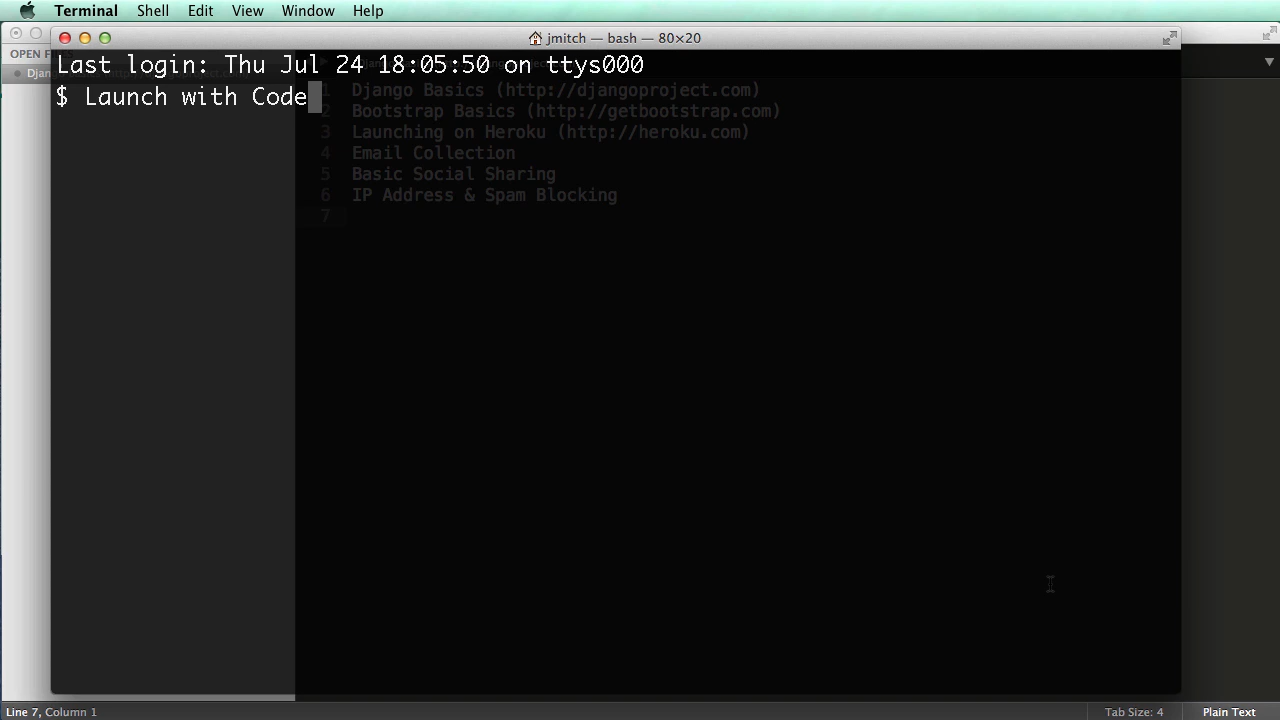 Terminal Shell Edit View Window Help
jmitch — bash — 80×20
OPEN F
Last login: Thu Jul 24 18:05:50 on ttys000
$ Launch with Code
1 Django Basics (http://djangoproject.com)
2 Bootstrap Basics (http://getbootstrap.com)
3 Launching on Heroku (http://heroku.com)
4 Email Collection
5 Basic Social Sharing
6 IP Address & Spam Blocking
7
Line 7, Column 1
Tab Size: 4
Plain Text